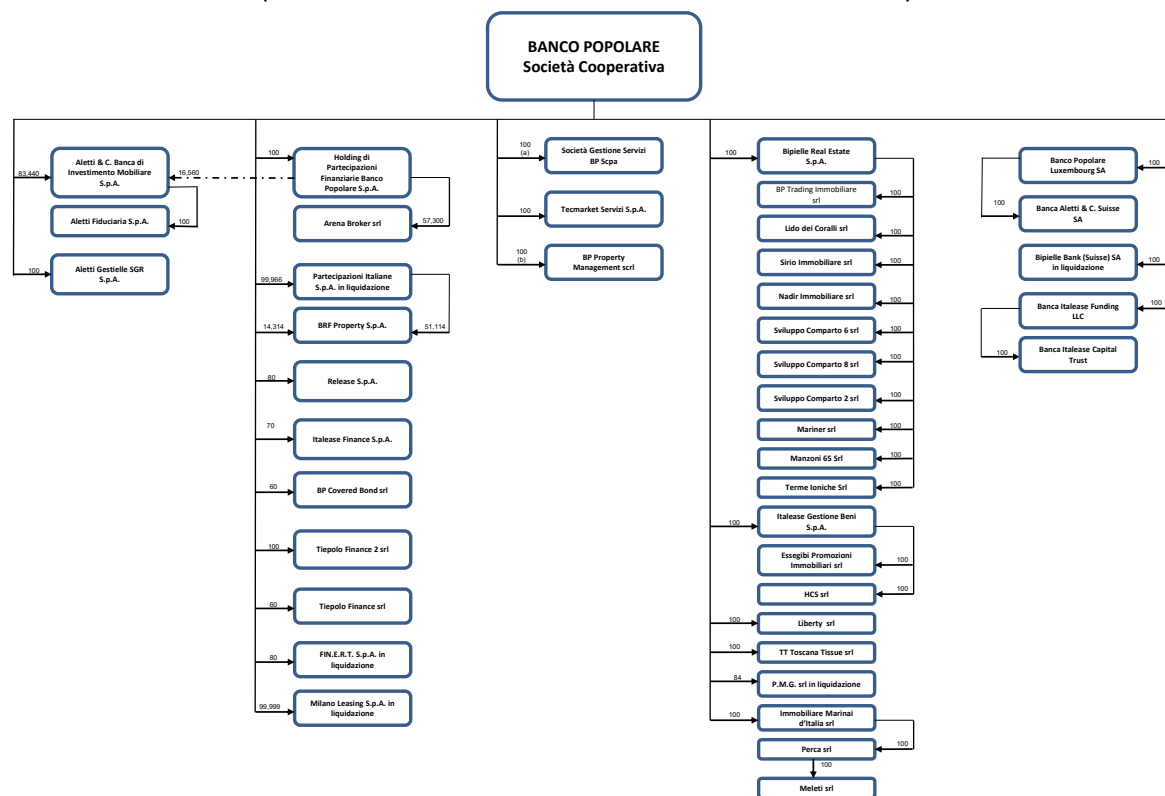 BANCO POPOLARE
Società Cooperativa
Aletti & C. Banca di
Investimento Mobiliare
S.p.A.
83,440
16,560
Aletti Fiduciaria S.p.A.
100
Aletti Gestielle SGR
S.p.A.
100
100
Holding di
Partecipazioni
Finanziarie Banco
Popolare S.p.A.
Arena Broker srl
57,300
99,966
Partecipazioni Italiane
S.p.A. in liquidazione
14,314
BRF Property S.p.A.
51,114
80
Release S.p.A.
70
Italease Finance S.p.A.
60
BP Covered Bond srl
100
Tiepolo Finance 2 srl
60
Tiepolo Finance srl
80
FIN.E.R.T. S.p.A. in
liquidazione
99,999
Milano Leasing S.p.A. in
liquidazione
100
(a)
Società Gestione Servizi
BP Scpa
100
Tecmarket Servizi S.p.A.
100
(b)
BP Property
Management scrl
100
Bipielle Real Estate
S.p.A.
BP Trading Immobiliare
srl
100
Lido dei Coralli srl
100
Sirio Immobiliare srl
100
Nadir Immobiliare srl
100
Sviluppo Comparto 6 srl
100
Sviluppo Comparto 8 srl
100
Sviluppo Comparto 2 srl
100
Mariner srl
100
Manzoni 65 Srl
100
Terme Ioniche Srl
100
100
Italease Gestione Beni
S.p.A.
Essegibi Promozioni
Immobiliari srl
100
HCS srl
100
100
Liberty srl
100
TT Toscana Tissue srl
84
P.M.G. srl in liquidazione
100
Immobiliare Marinai
d'Italia srl
Perca srl
100
100
Meleti srl
Banco Popolare
Luxembourg SA
100
100
Banca Aletti & C. Suisse
SA
Bipielle Bank (Suisse) SA
in liquidazione
100
Banca Italease Funding
LLC
100
100
Banca Italease Capital
Trust